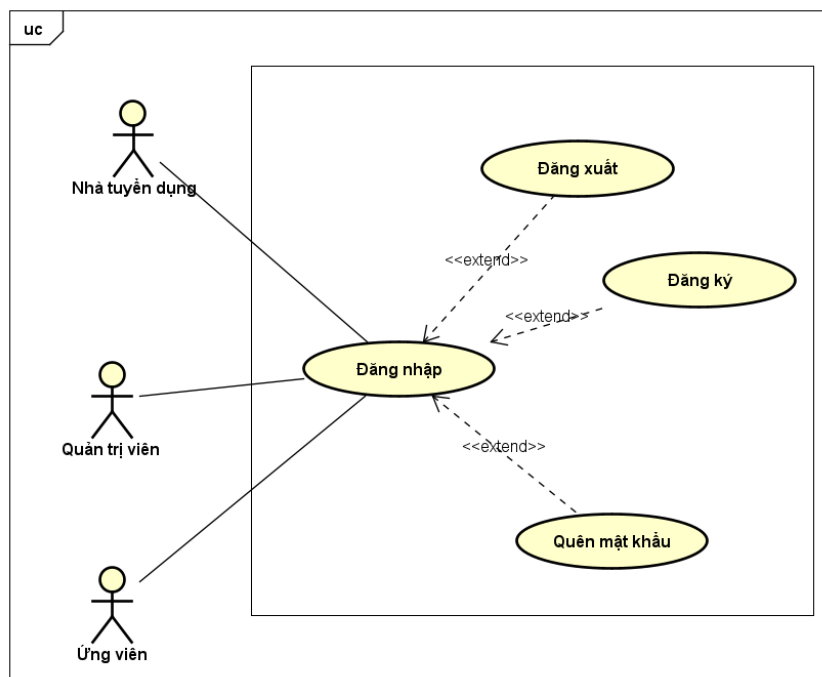 uc
Nhà tuyển dụng
Đăng xuất
<<extend>>
Đăng ký
<<extend>>
Đăng nhập
Quản trị viên
<<extend>>
Quên mật khẩu
Ứng viên